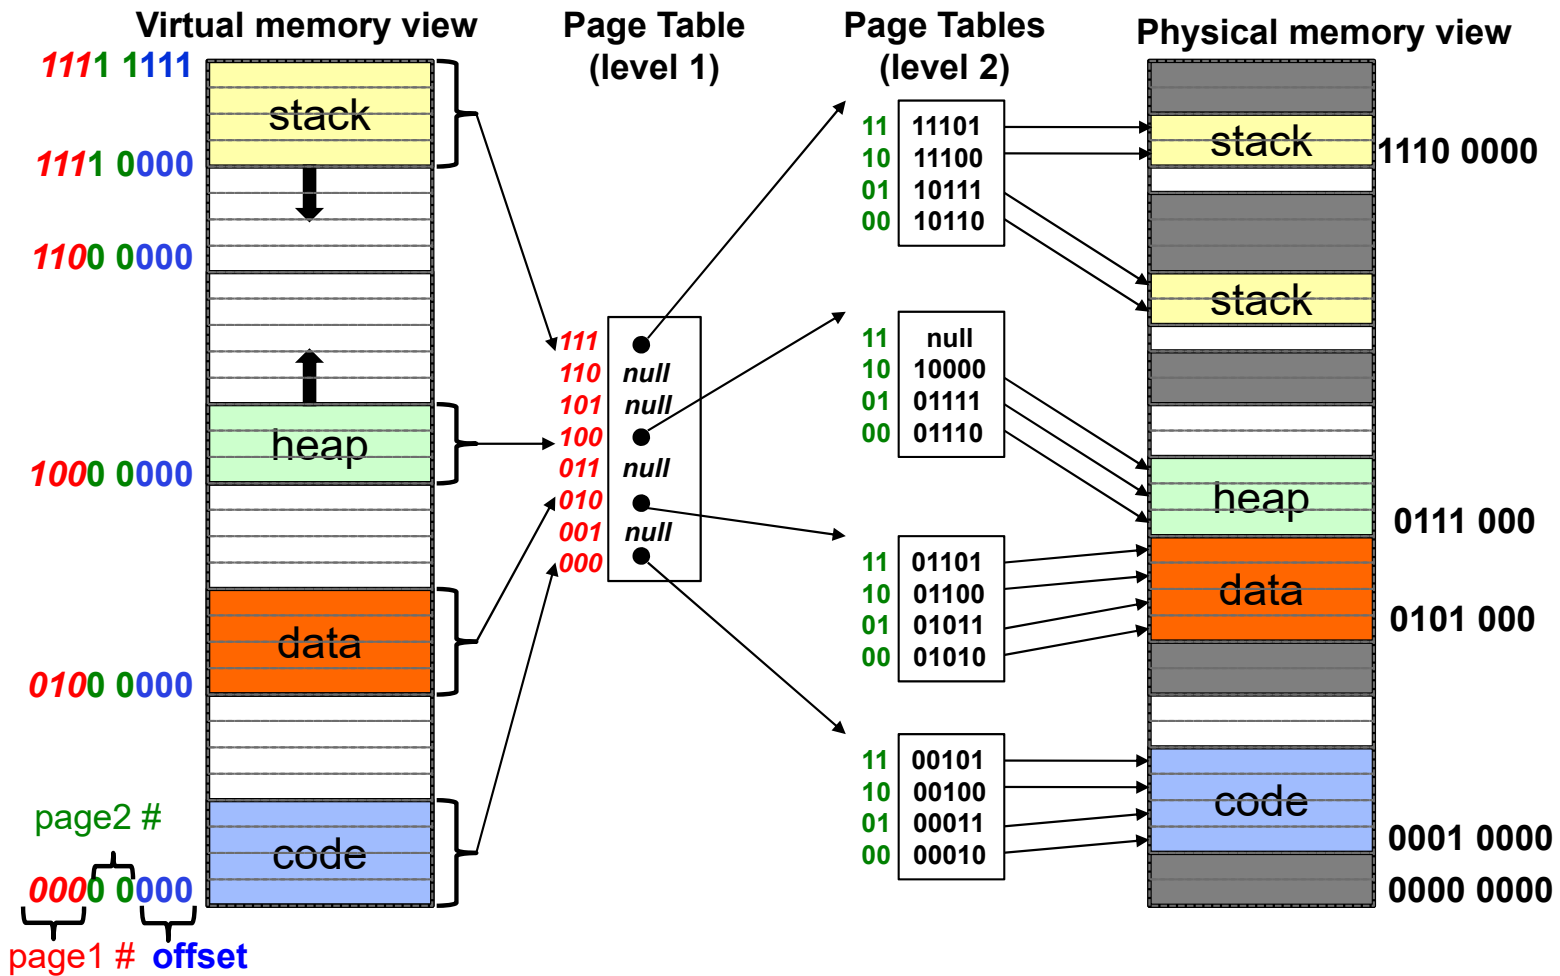 Virtual memory view
1111 1111
stack
1111 0000
1100 0000
heap
1000 0000
data
0100 0000
page2 #
code
0000 0000
page1 # offset
Page Table
(level 1)
111
110 null
101 null
100
011 null
010
001 null
000
Page Tables
(level 2)
11 11101
10 11100
01 10111
00 10110
11 null
10 10000
01 01111
00 01110
11 01101
10 01100
01 01011
00 01010
11 00101
10 00100
01 00011
00 00010
Physical memory view
stack 1110 0000
stack
heap
0111 000
data
0101 000
code
0001 0000
0000 0000